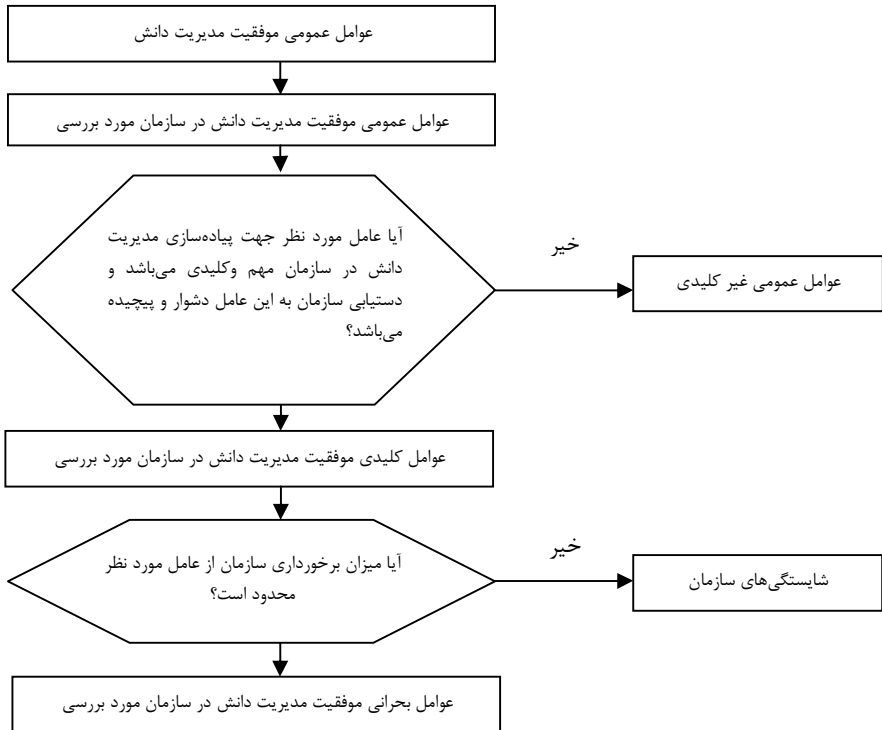 عوامل عمومی موفقیت مدیریت دانش
عوامل عمومی موفقیت مدیریت دانش در سازمان مورد بررسی
آیا عامل مورد نظر جهت پیاده‌سازی مدیریت
دانش در سازمان مهم وکلیدی می‌باشد و
دستیابی سازمان به این عامل دشوار و پیچیده
می‌باشد؟
خیر
عوامل عمومی غیر کلیدی
عوامل کلیدی موفقیت مدیریت دانش در سازمان مورد بررسی
آیا میزان برخورداری سازمان از عامل مورد نظر
محدود است؟
خیر
شایستگی‌های سازمان
عوامل بحرانی موفقیت مدیریت دانش در سازمان مورد بررسی